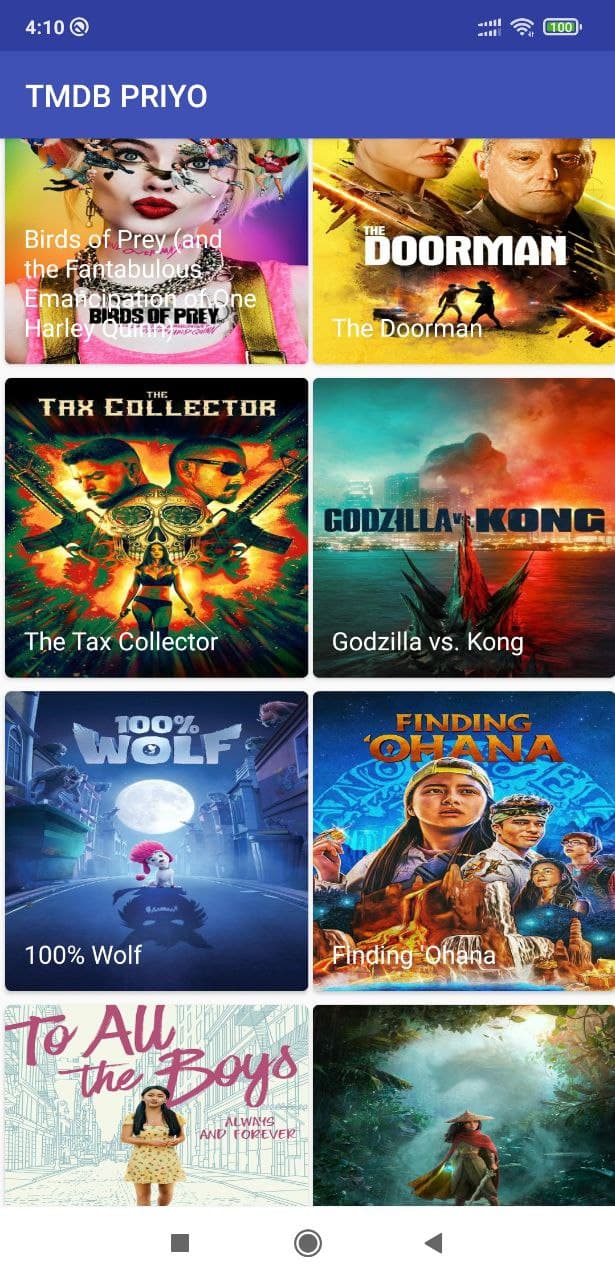 4:10
100
TMDB PRIYO
Birds of Prey (and
the Fantabulous
Emancipation of One
Harley Quinn)
BIRDS OF PREY
THE
DOORMAN
The Doorman
THE
TAX COLLECTOR
The Tax Collector
GODZILLA vs. KONG
Godzilla vs. Kong
100%
WOLF
100% Wolf
FINDING
'OHANA
Finding 'Ohana
To All
the Boys
ALWAYS
AND FOREVER